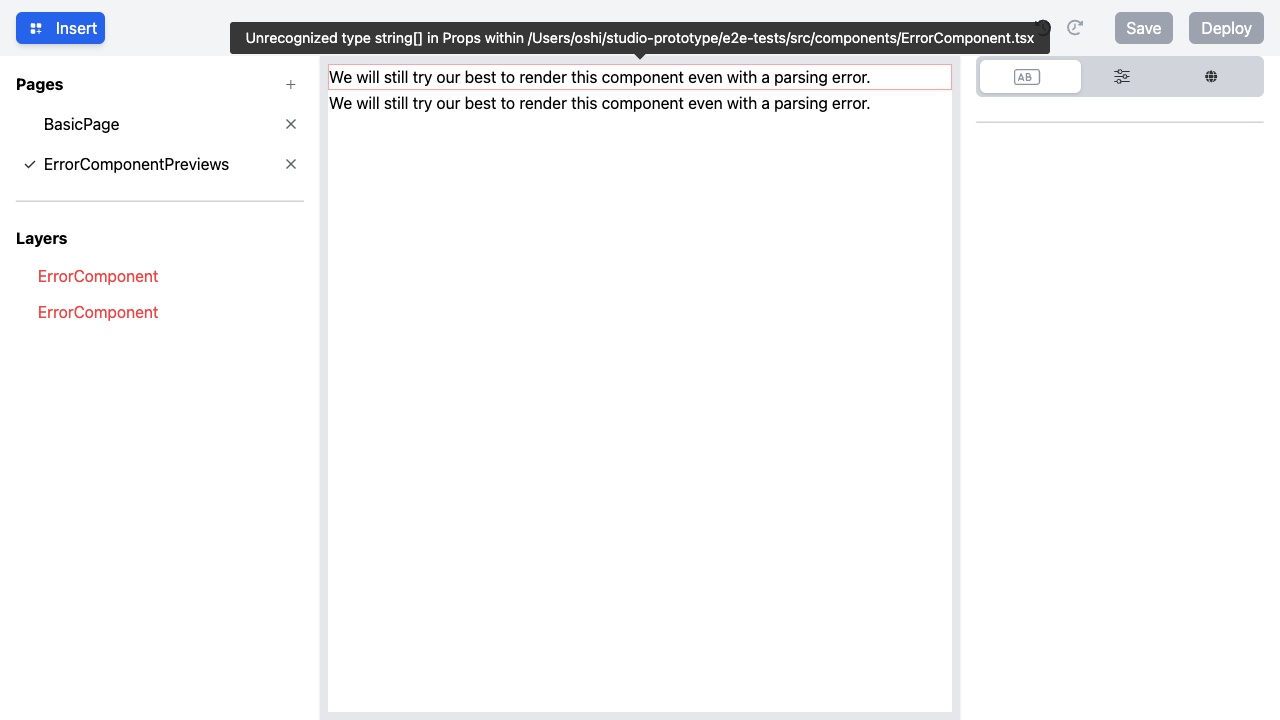 Insert
Unrecognized type string[] in Props within /Users/oshi/studio-prototype/e2e-tests/src/components/ErrorComponent.tsx
Save
Deploy
Pages
BasicPage
ErrorComponentPreviews
Layers
ErrorComponent
ErrorComponent
We will still try our best to render this component even with a parsing error.
We will still try our best to render this component even with a parsing error.
AB